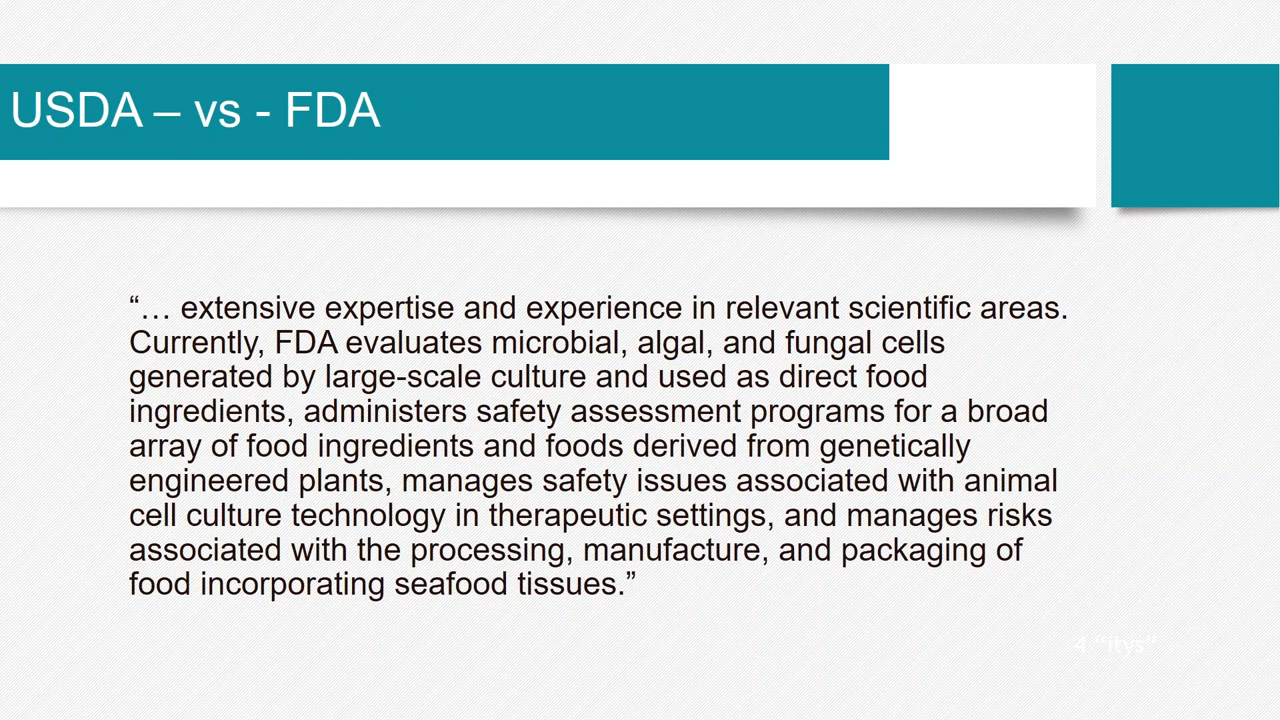 USDA – vs - FDA
“… extensive expertise and experience in relevant scientific areas.
Currently, FDA evaluates microbial, algal, and fungal cells
generated by large-scale culture and used as direct food
ingredients, administers safety assessment programs for a broad
array of food ingredients and foods derived from genetically
engineered plants, manages safety issues associated with animal
cell culture technology in therapeutic settings, and manages risks
associated with the processing, manufacture, and packaging of
food incorporating seafood tissues.”
4 “itys”